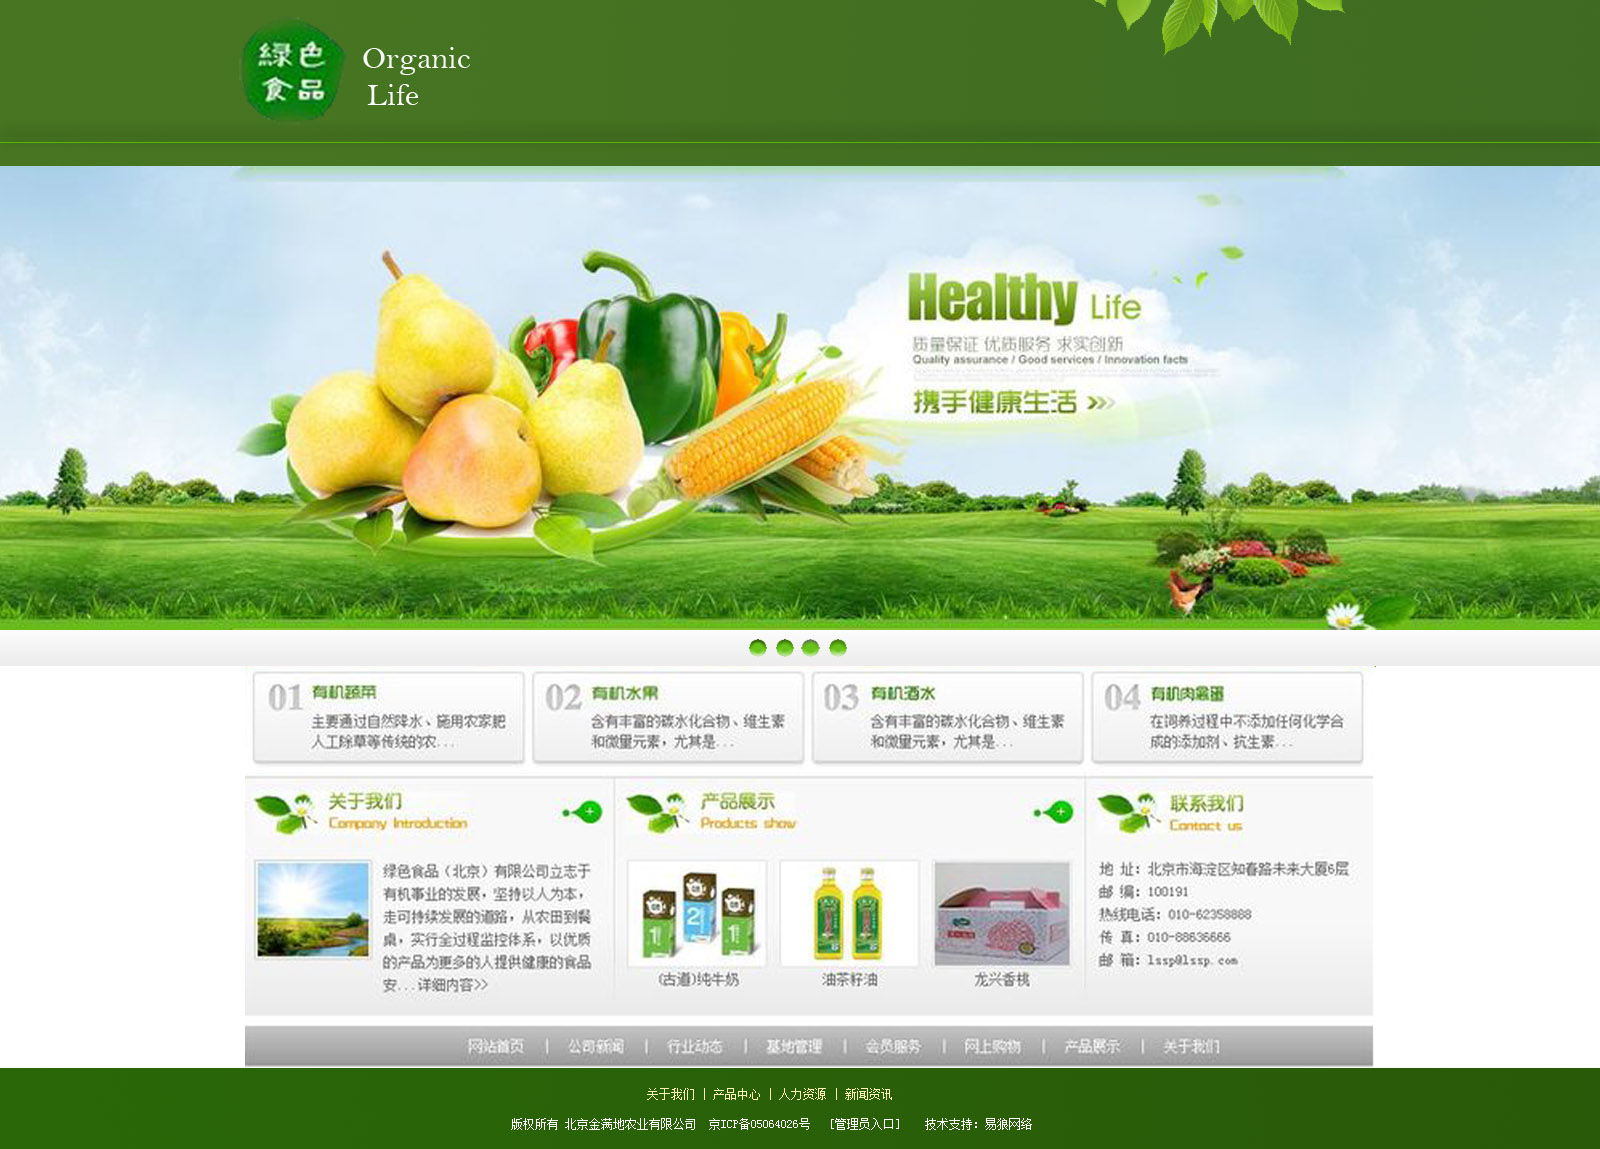 綠色
食品
Organic
Life
Healthy Life
质量保证 优质服务 求实创新
Quality assurance / Good services / Innovation facts
携手健康生活
01 有机蔬菜
主要通过自然降水、施用农家肥
人工除草等传统的农...
02 有机水果
含有丰富的碳水化合物、维生素
和微量元素，尤其是...
03 有机酒水
含有丰富的碳水化合物、维生素
和微量元素，尤其是...
04 有机肉禽蛋
在饲养过程中不添加任何化学合
成的添加剂、抗生素...
关于我们
Company Introduction
绿色食品（北京）有限公司立志于
有机事业的发展，坚持以人为本，
走可持续发展的道路，从农田到餐
桌，实行全过程监控体系，以优质
的产品为更多的人提供健康的食品
安...详细内容>>
产品展示
Products show
(古道)纯牛奶
油茶籽油
龙兴香桃
联系我们
Contact us
地 址：北京市海淀区知春路未来大厦6层
邮 编：100191
热线电话：010-62358888
传 真：010-88636666
邮 箱：lssp@lssp.com
网站首页 | 公司新闻 | 行业动态 | 基地管理 | 会员服务 | 网上购物 | 产品展示 | 关于我们
关于我们 | 产品中心 | 人力资源 | 新闻资讯
版权所有 北京金满地农业有限公司 京ICP备05064026号 [管理员入口] 技术支持：易狼网络